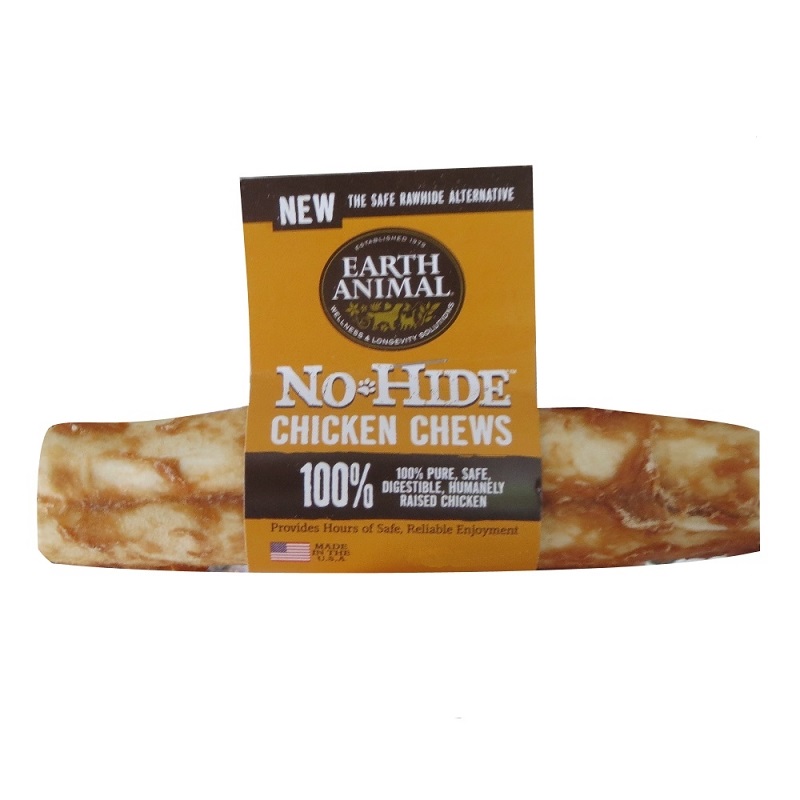 NEW THE SAFE RAWHIDE ALTERNATIVE
ESTABLISHED 1979
EARTH
ANIMAL
WELLNESS & LONGEVITY SOLUTIONS
NO HIDE™
CHICKEN CHEWS
100%
100% PURE, SAFE,
DIGESTIBLE, HUMANELY
RAISED CHICKEN
Provides Hours of Safe, Reliable Enjoyment
MADE
IN THE
U.S.A